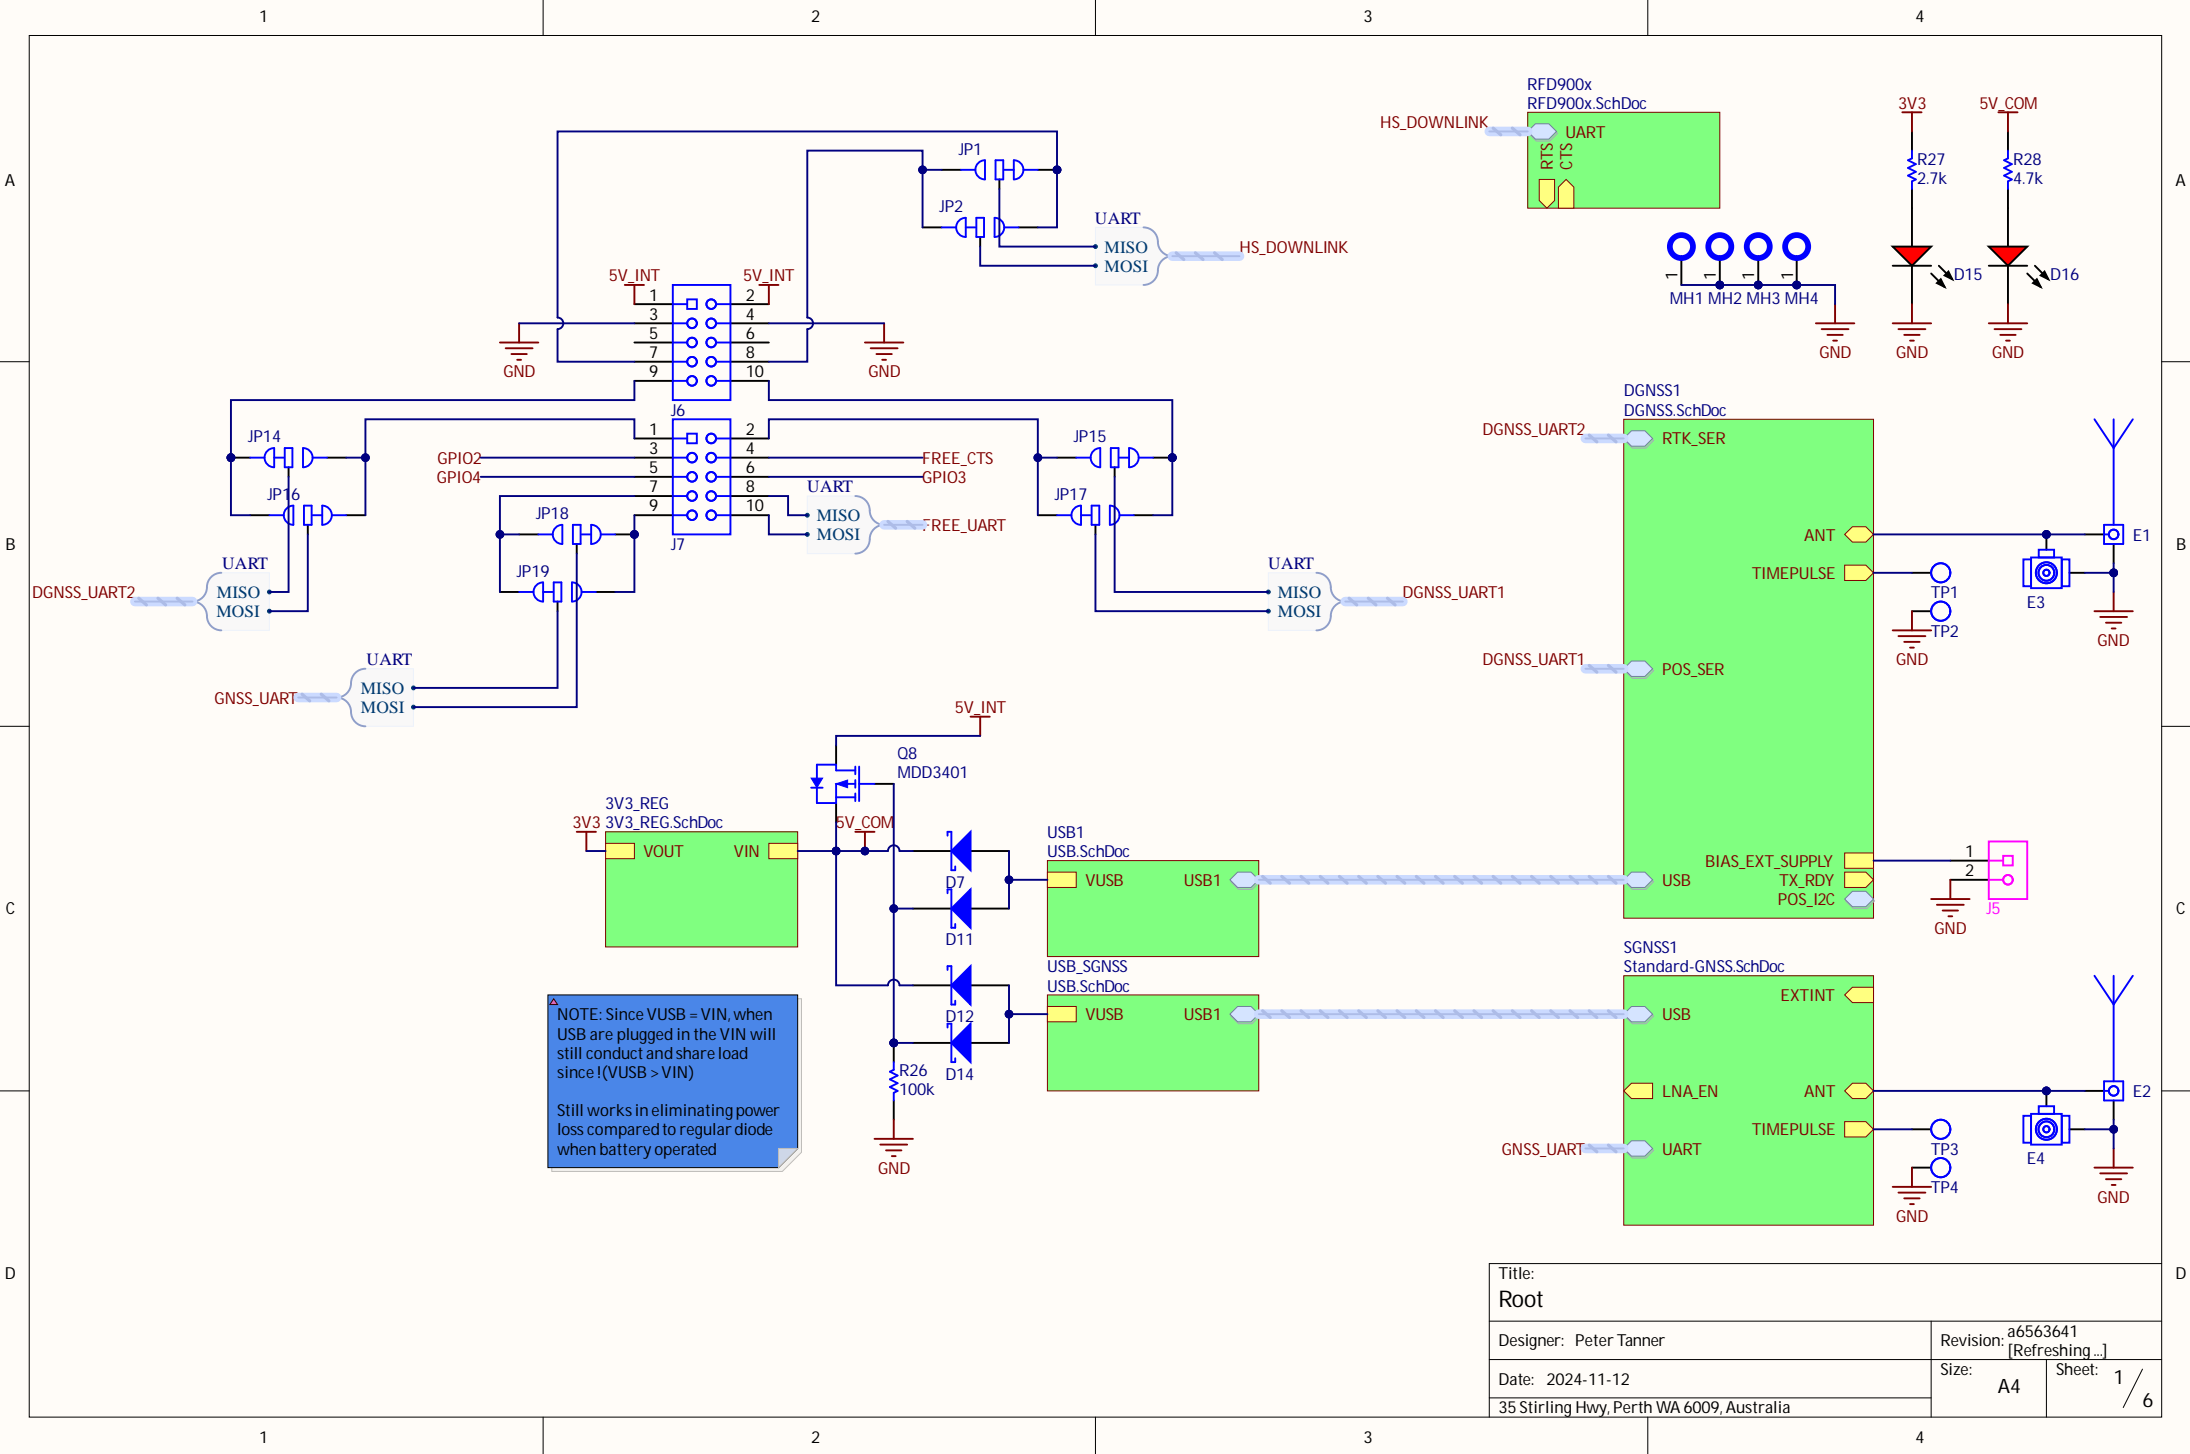 1 2 3 4
A
A
B
B
C
C
D
D
RFD900x
RFD900x.SchDoc
HS_DOWNLINK
UART
RTS
CTS
3V3
5V_COM
R27
2.7k
R28
4.7k
D15
D16
GND
GND
1 1 1 1
MH1 MH2 MH3 MH4
GND
JP1
JP2
UART
MISO
MOSI
HS_DOWNLINK
5V_INT
5V_INT
1 2
3 4
5 6
7 8
9 10
J6
GND
GND
1 2
3 4
5 6
7 8
9 10
J7
GPIO2
GPIO4
FREE_CTS
GPIO3
UART
MISO
MOSI
FREE_UART
JP14
JP16
UART
MISO
MOSI
DGNSS_UART2
JP18
JP19
UART
MISO
MOSI
GNSS_UART
JP15
JP17
UART
MISO
MOSI
DGNSS_UART1
DGNSS1
DGNSS.SchDoc
DGNSS_UART2
RTK_SER
DGNSS_UART1
POS_SER
USB
ANT
TIMEPULSE
BIAS_EXT_SUPPLY
TX_RDY
POS_I2C
TP1
TP2
GND
E1
E3
GND
1
2
J5
GND
5V_INT
Q8
MDD3401
3V3_REG
3V3_REG.SchDoc
3V3
VOUT
VIN
5V_COM
D7
D11
D12
D14
R26
100k
GND
USB1
USB.SchDoc
VUSB
USB1
USB_SGNSS
USB.SchDoc
VUSB
USB1
SGNSS1
Standard-GNSS.SchDoc
USB
EXTINT
LNA_EN
ANT
TIMEPULSE
GNSS_UART
UART
TP3
TP4
GND
E2
E4
GND
NOTE: Since VUSB = VIN, when
USB are plugged in the VIN will
still conduct and share load
since !(VUSB > VIN)
Still works in eliminating power
loss compared to regular diode
when battery operated
Title:
Root
Designer: Peter Tanner
Revision: a6563641
[Refreshing ...]
Date: 2024-11-12
Size: A4
Sheet: 1/6
35 Stirling Hwy, Perth WA 6009, Australia
1 2 3 4